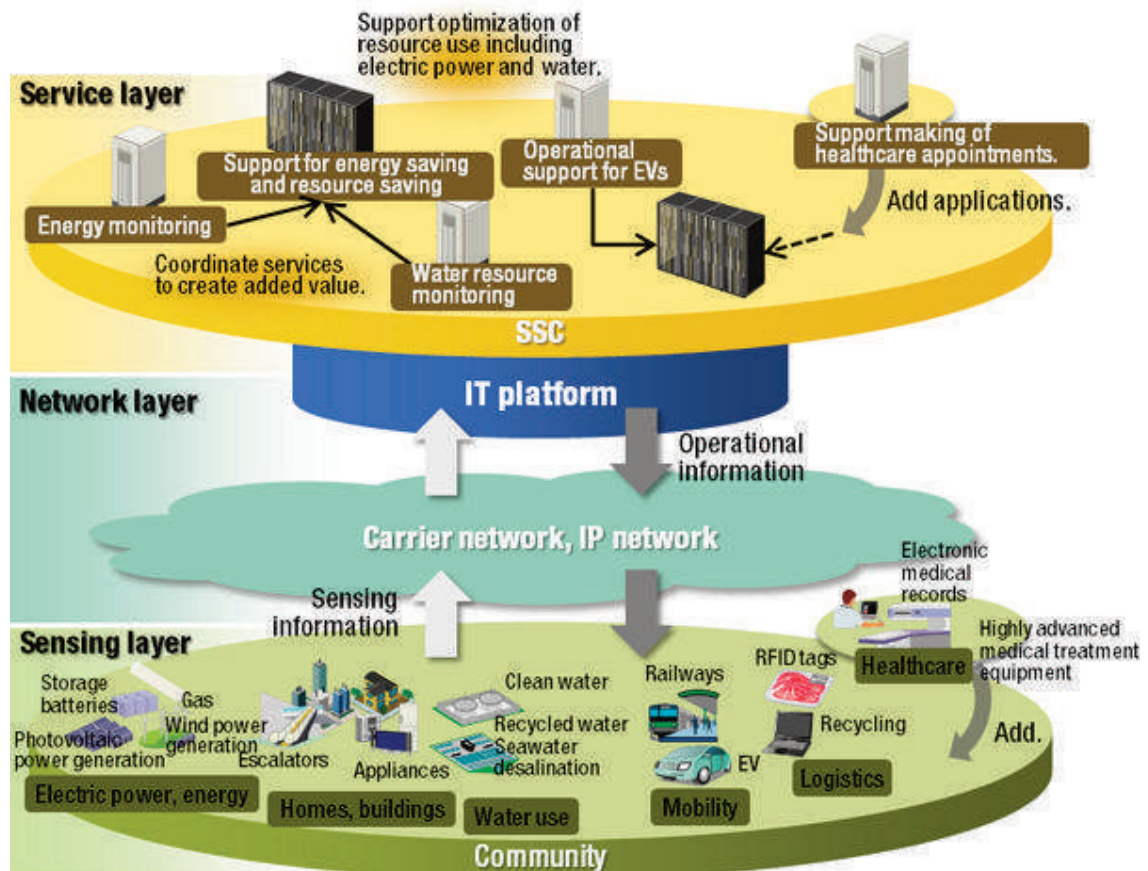 Support optimization of
resource use including
electric power and water.
Service layer
Support for energy saving
and resource saving
Operational
support for EVs
Support making of
healthcare appointments.
Energy monitoring
Add applications.
Coordinate services
to create added value.
Water resource
monitoring
SSC
IT platform
Network layer
Operational
information
Carrier network, IP network
Sensing
information
Electronic
medical
records
Sensing layer
Healthcare
Highly advanced
medical treatment
equipment
Storage
batteries
Gas
Wind power
generation
Photovoltaic
power generation
Escalators
Appliances
Clean water
Recycled water
Seawater
desalination
Railways
EV
RFID tags
Recycling
Add.
Electric power, energy
Homes, buildings
Water use
Mobility
Logistics
Community